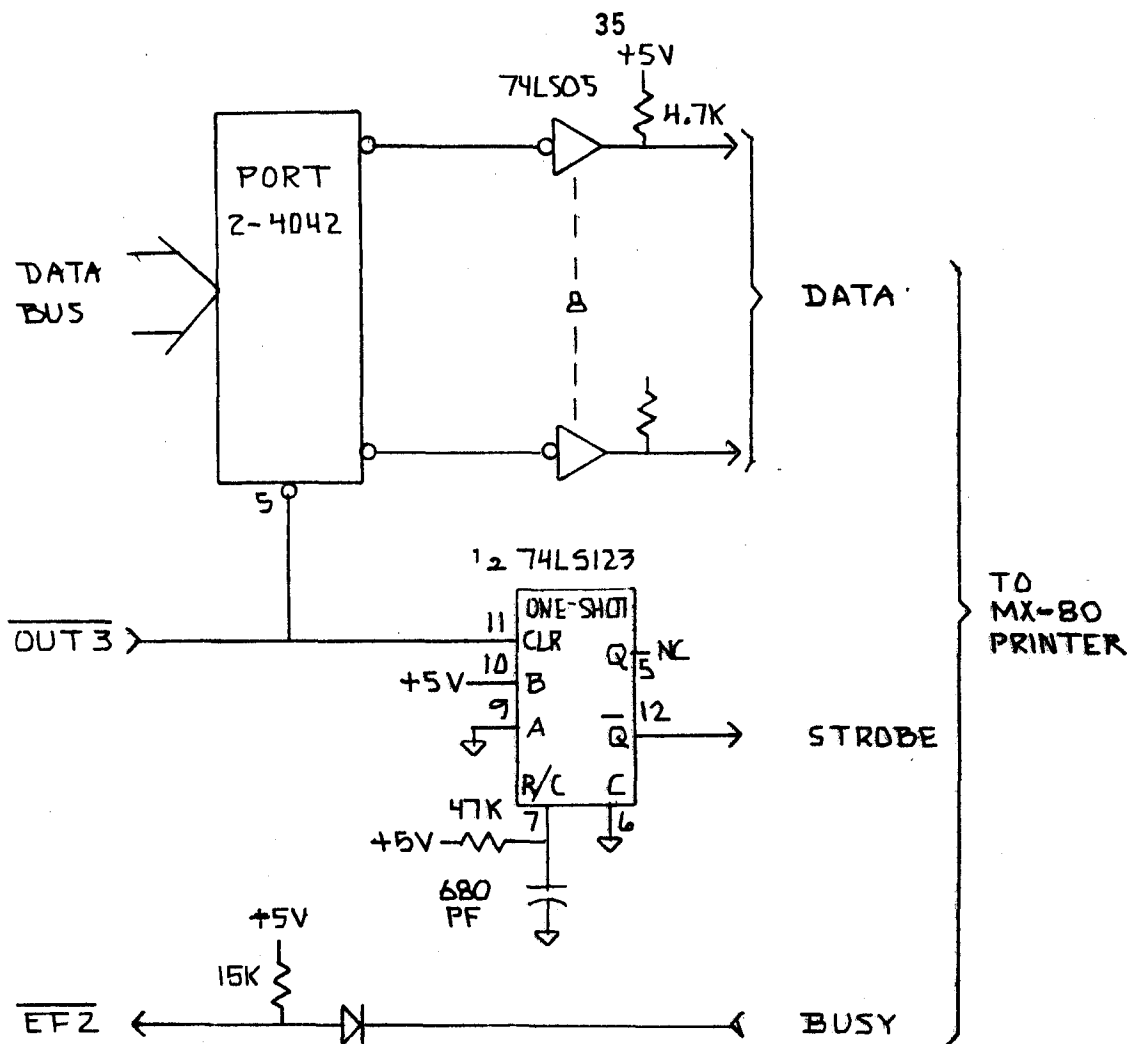 35
+5V
74LS05
4.7K
PORT
2-4042
DATA
BUS
8
DATA
5
1/2 74LS123
ONE-SHOT
OUT3
11
CLR
Q
5
NC
10
+5V
B
9
A
Q
12
STROBE
R/C
C
47K
7
6
+5V
680
PF
TO
MX-80
PRINTER
+5V
15K
EF2
BUSY